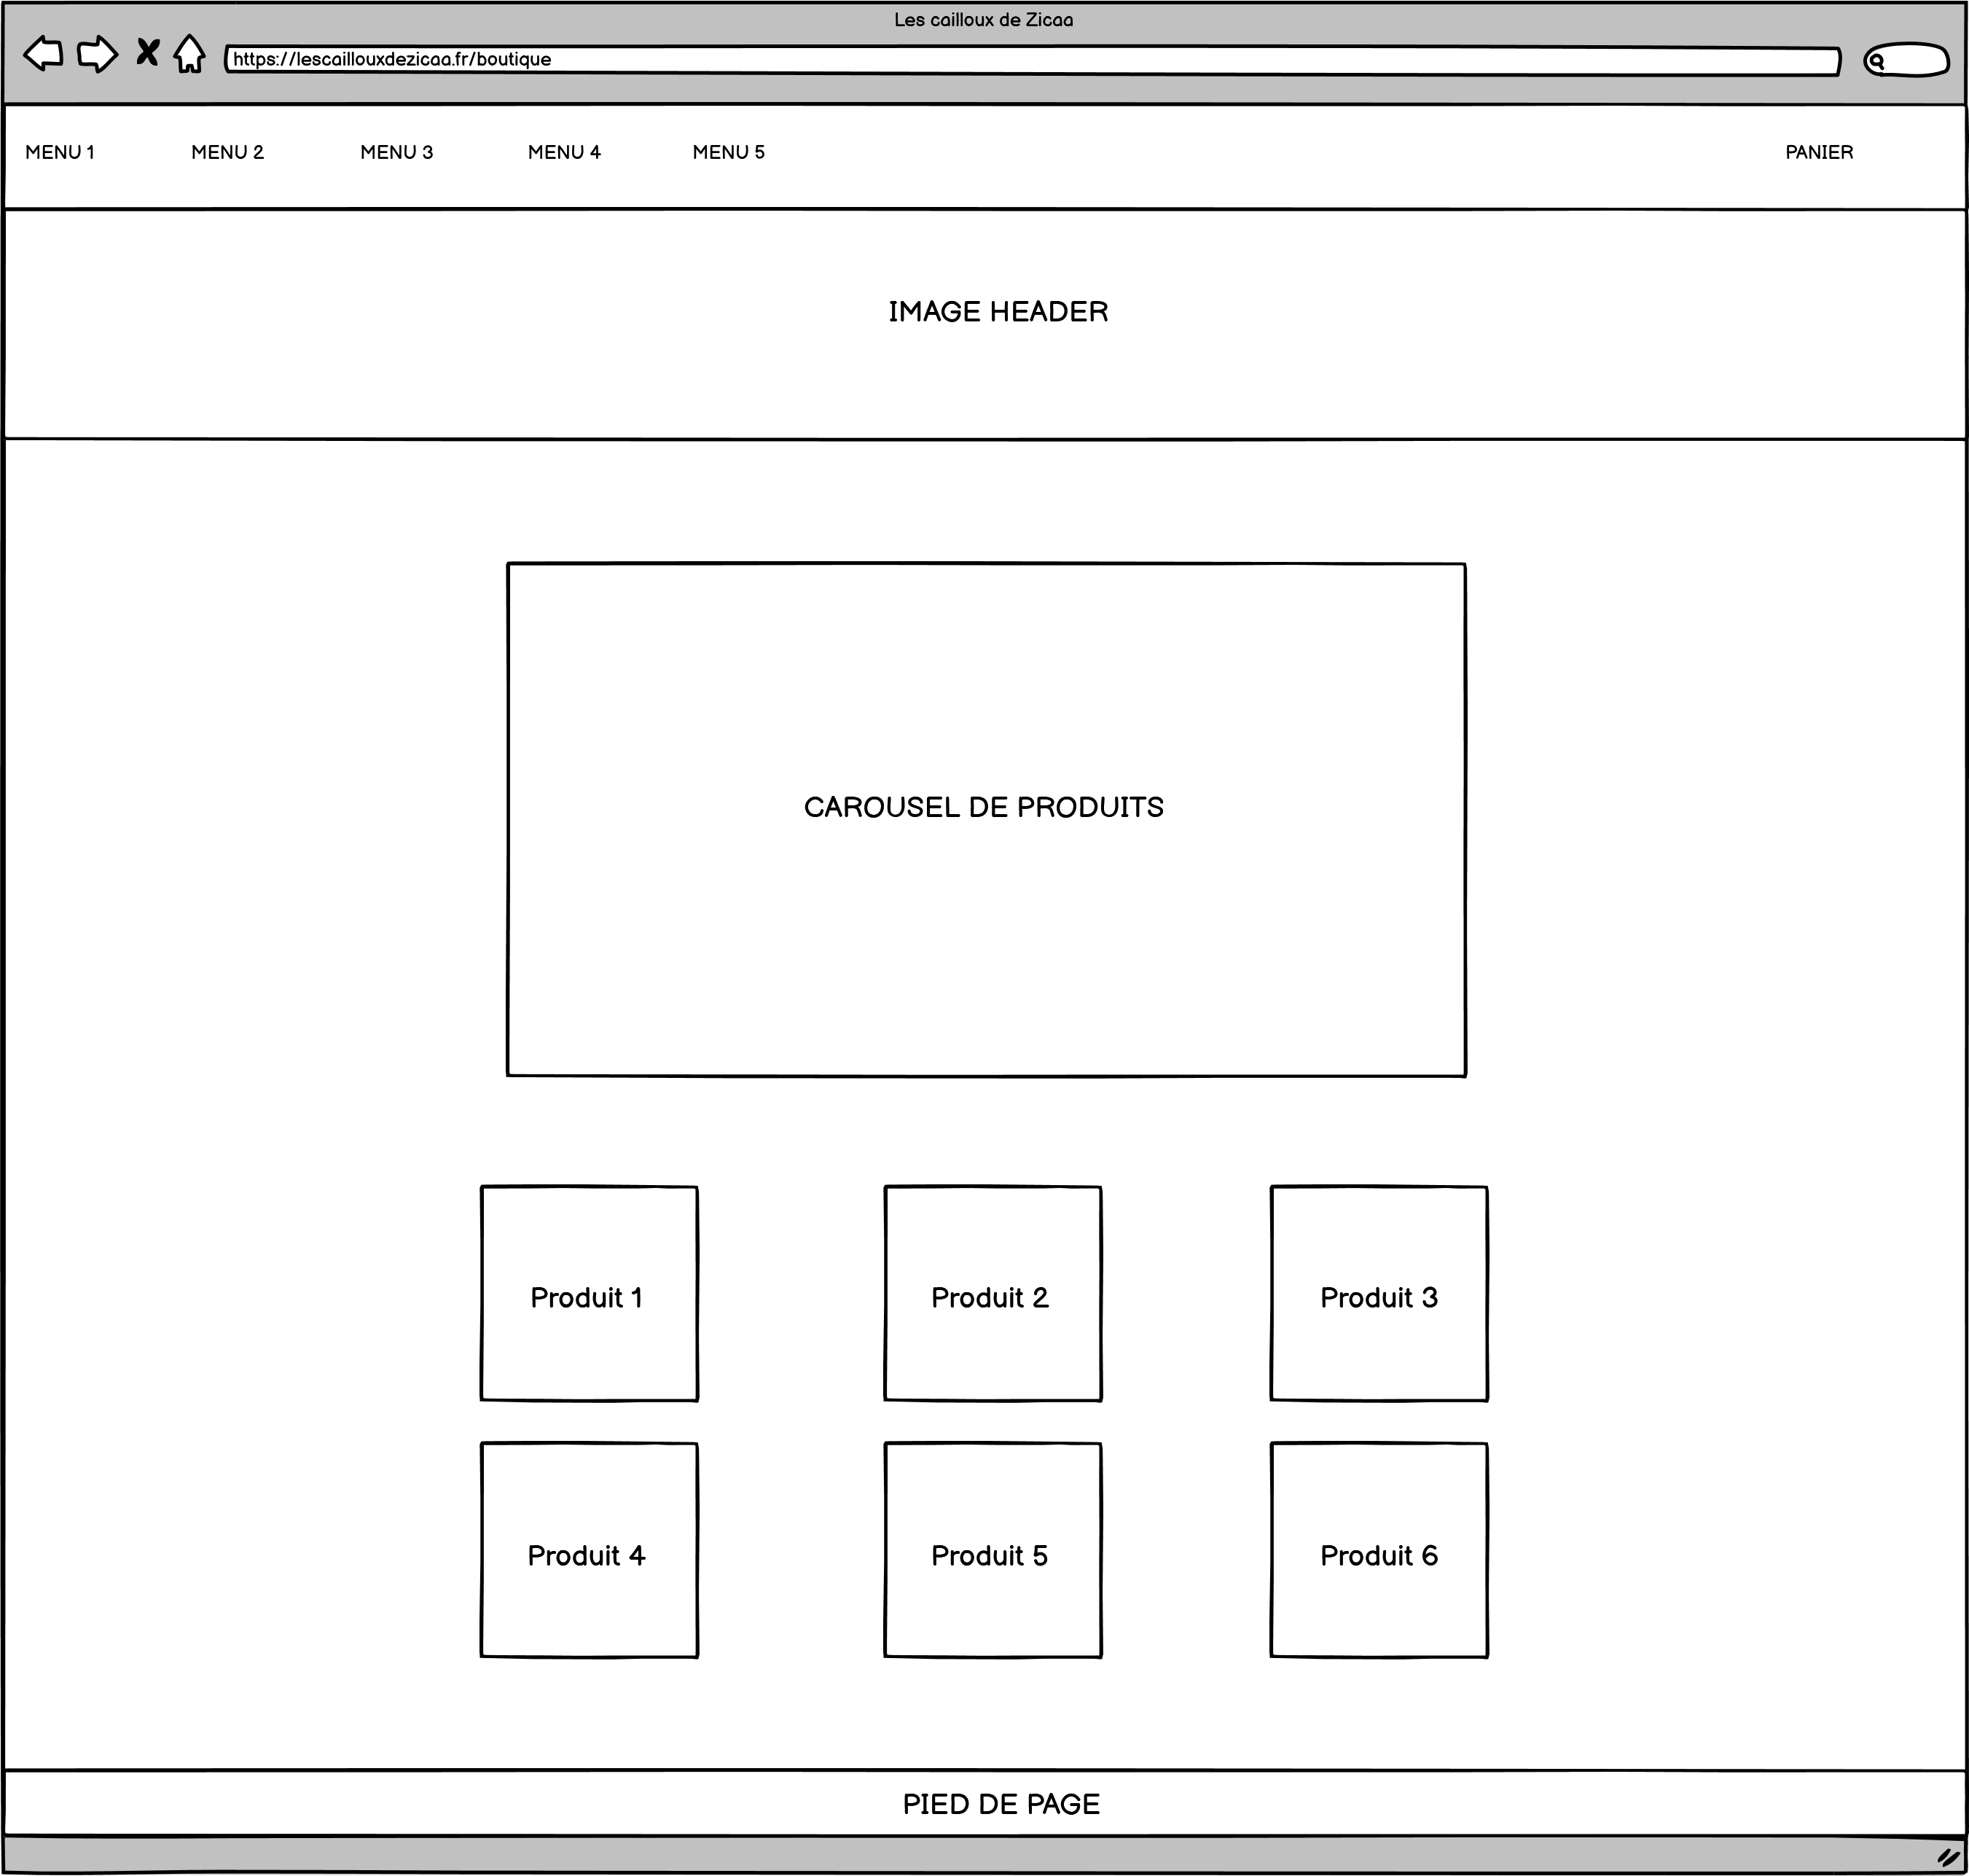 Les cailloux de Zicaa
https://lescaillouxdezicaa.fr/boutique
MENU 1 MENU 2 MENU 3 MENU 4 MENU 5 PANIER
IMAGE HEADER
CAROUSEL DE PRODUITS
Produit 1 Produit 2 Produit 3
Produit 4 Produit 5 Produit 6
PIED DE PAGE